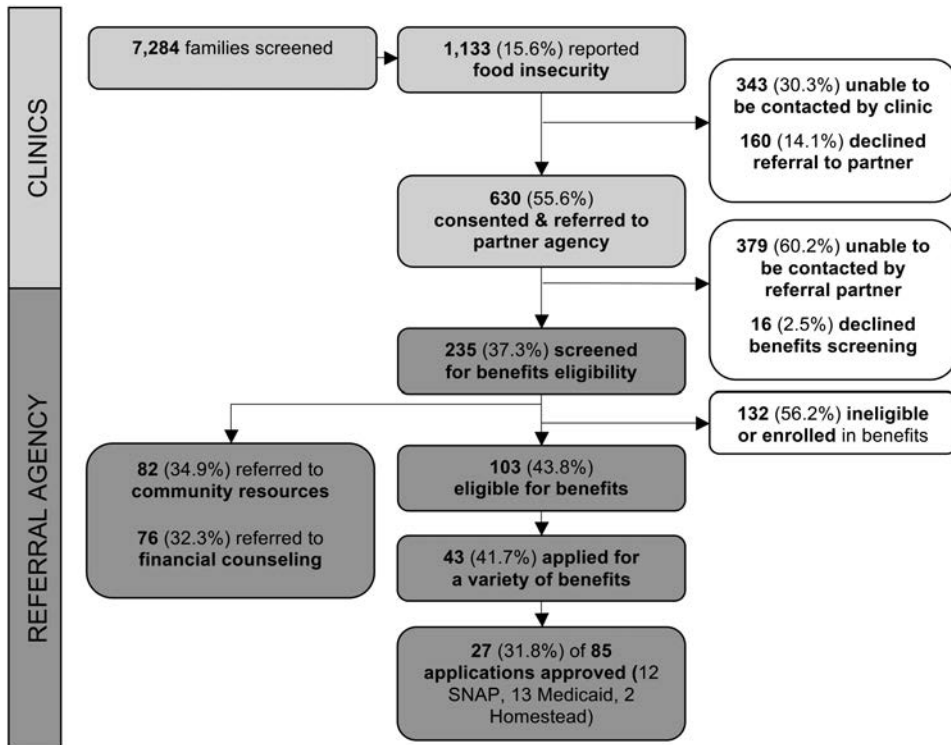 CLINICS
7,284 families screened
1,133 (15.6%) reported
food insecurity
343 (30.3%) unable to
be contacted by clinic
160 (14.1%) declined
referral to partner
630 (55.6%)
consented & referred to
partner agency
379 (60.2%) unable to
be contacted by
referral partner
16 (2.5%) declined
benefits screening
REFERRAL AGENCY
235 (37.3%) screened
for benefits eligibility
132 (56.2%) ineligible
or enrolled in benefits
82 (34.9%) referred to
community resources
76 (32.3%) referred to
financial counseling
103 (43.8%)
eligible for benefits
43 (41.7%) applied for
a variety of benefits
27 (31.8%) of 85
applications approved (12
SNAP, 13 Medicaid, 2
Homestead)